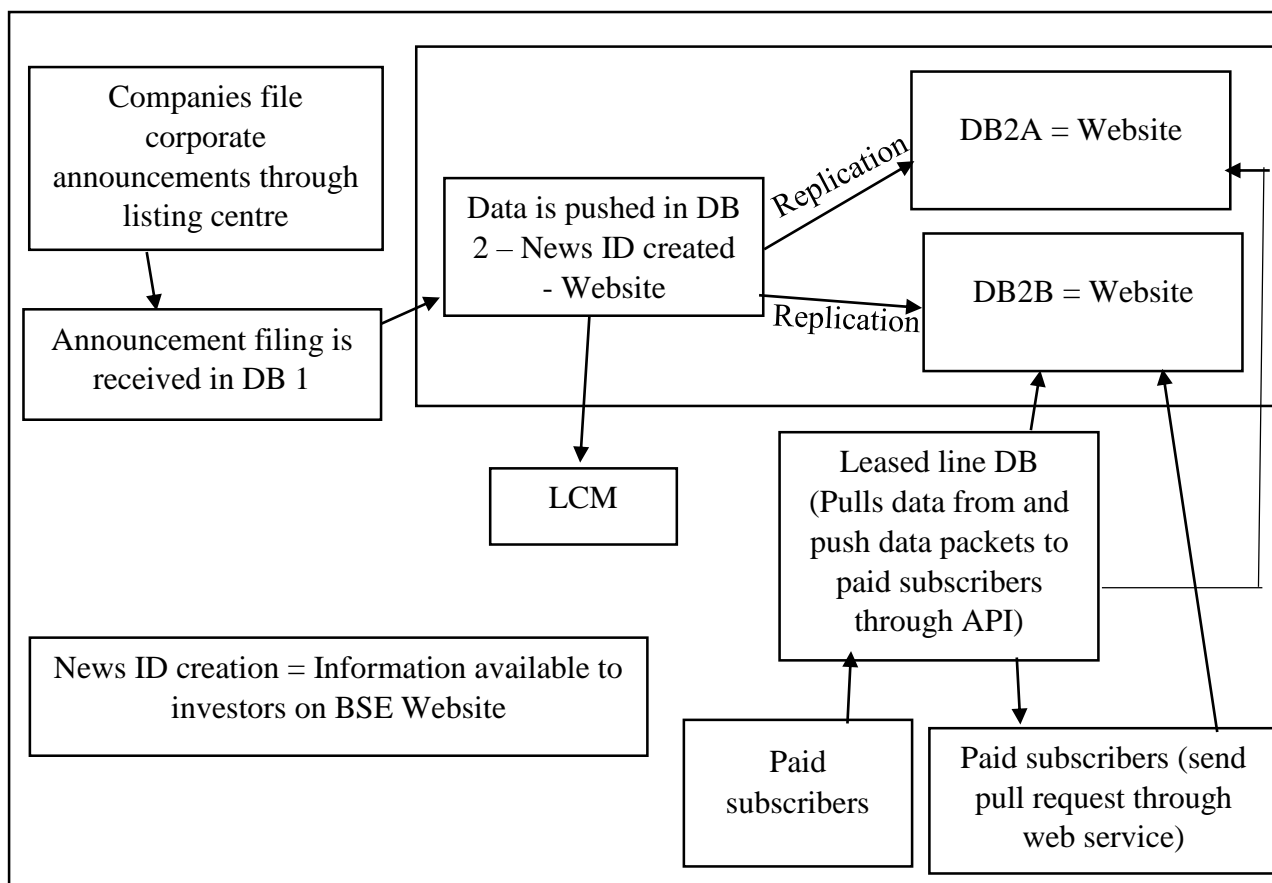 Companies file
corporate
announcements through
listing centre
Announcement filing is
received in DB 1
Data is pushed in DB
2 – News ID created
- Website
Replication
Replication
DB2A = Website
DB2B = Website
LCM
Leased line DB
(Pulls data from and
push data packets to
paid subscribers
through API)
News ID creation = Information available to
investors on BSE Website
Paid
subscribers
Paid subscribers (send
pull request through
web service)